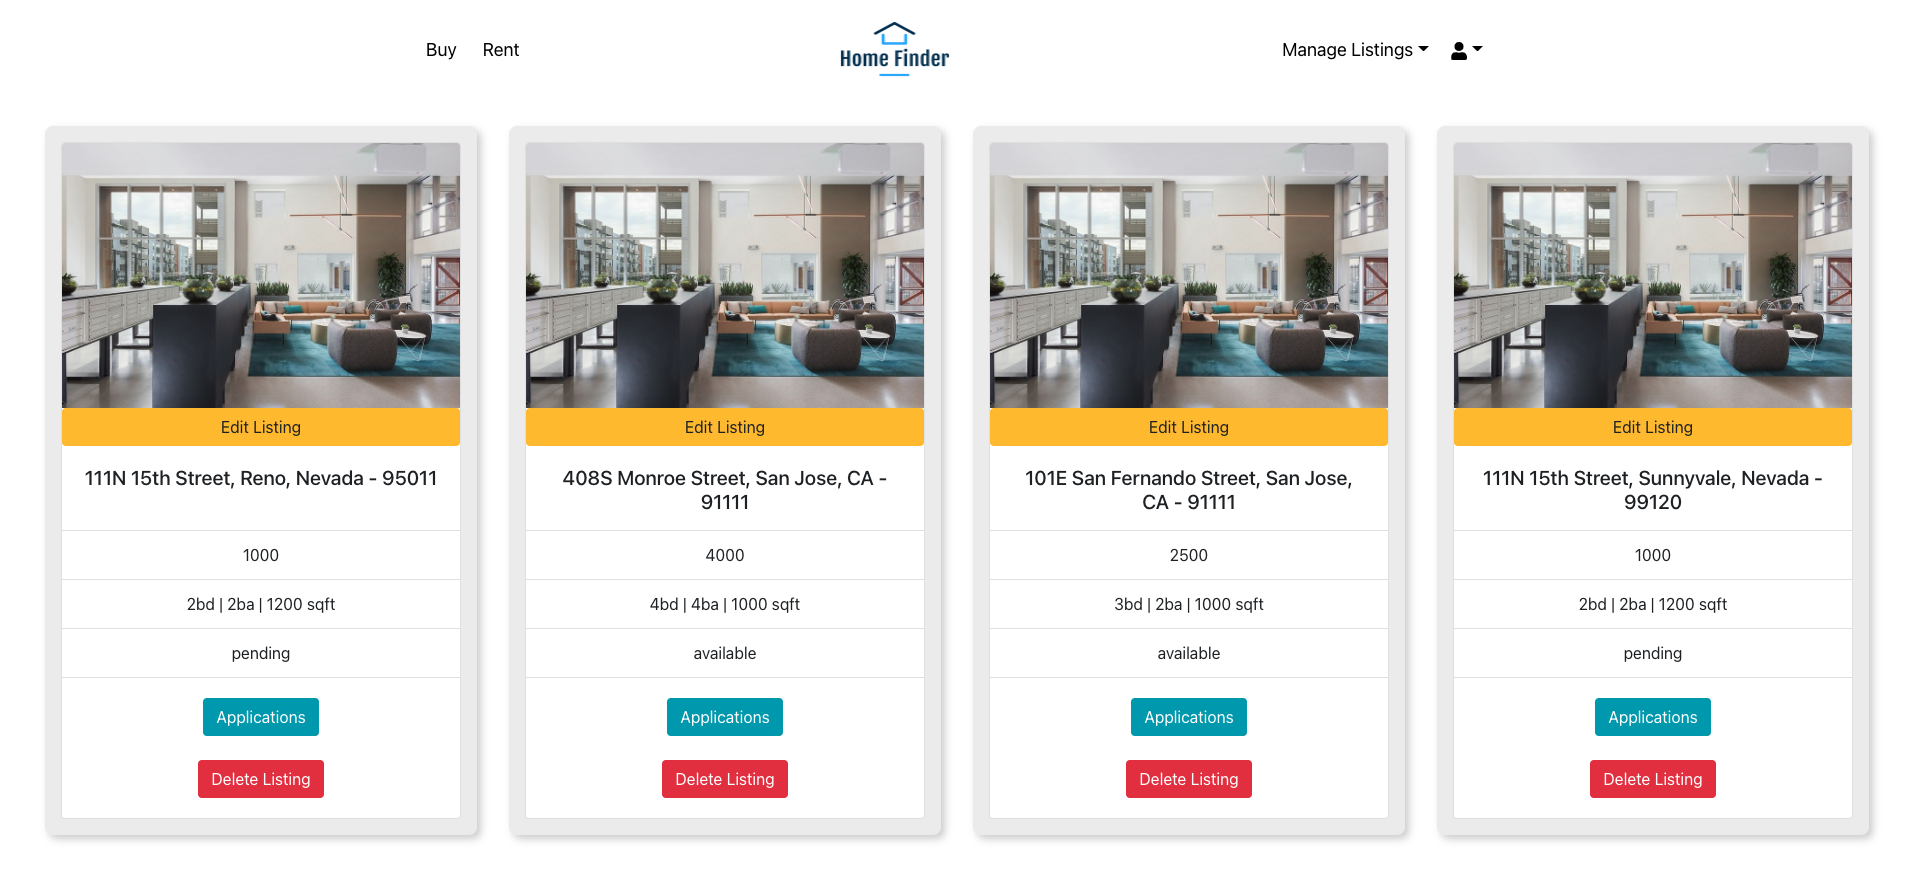 Buy Rent Home Finder Manage Listings
Edit Listing
111N 15th Street, Reno, Nevada - 95011
1000
2bd | 2ba | 1200 sqft
pending
Applications
Delete Listing
Edit Listing
408S Monroe Street, San Jose, CA -
91111
4000
4bd | 4ba | 1000 sqft
available
Applications
Delete Listing
Edit Listing
101E San Fernando Street, San Jose,
CA - 91111
2500
3bd | 2ba | 1000 sqft
available
Applications
Delete Listing
Edit Listing
111N 15th Street, Sunnyvale, Nevada -
99120
1000
2bd | 2ba | 1200 sqft
pending
Applications
Delete Listing